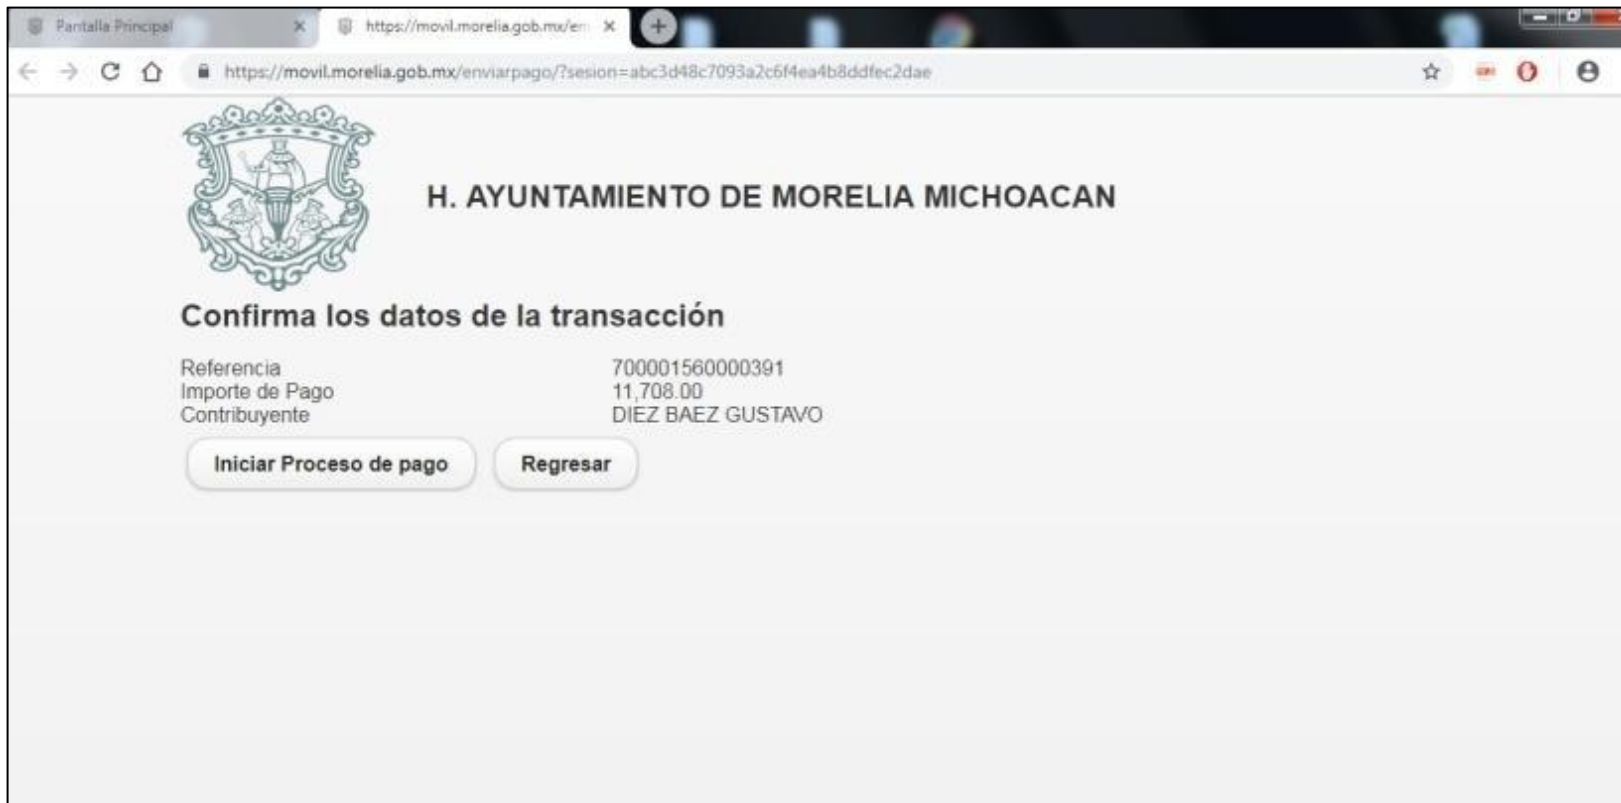 Pantalla Principal
https://movil.morelia.gob.mx/en
https://movil.morelia.gob.mx/enviarpago/?sesion=abc3d48c7093a2c6f4ea4b8ddfec2dae
H. AYUNTAMIENTO DE MORELIA MICHOACAN
Confirma los datos de la transacción
Referencia 700001560000391
Importe de Pago 11,708.00
Contribuyente DIEZ BAEZ GUSTAVO
Iniciar Proceso de pago Regresar